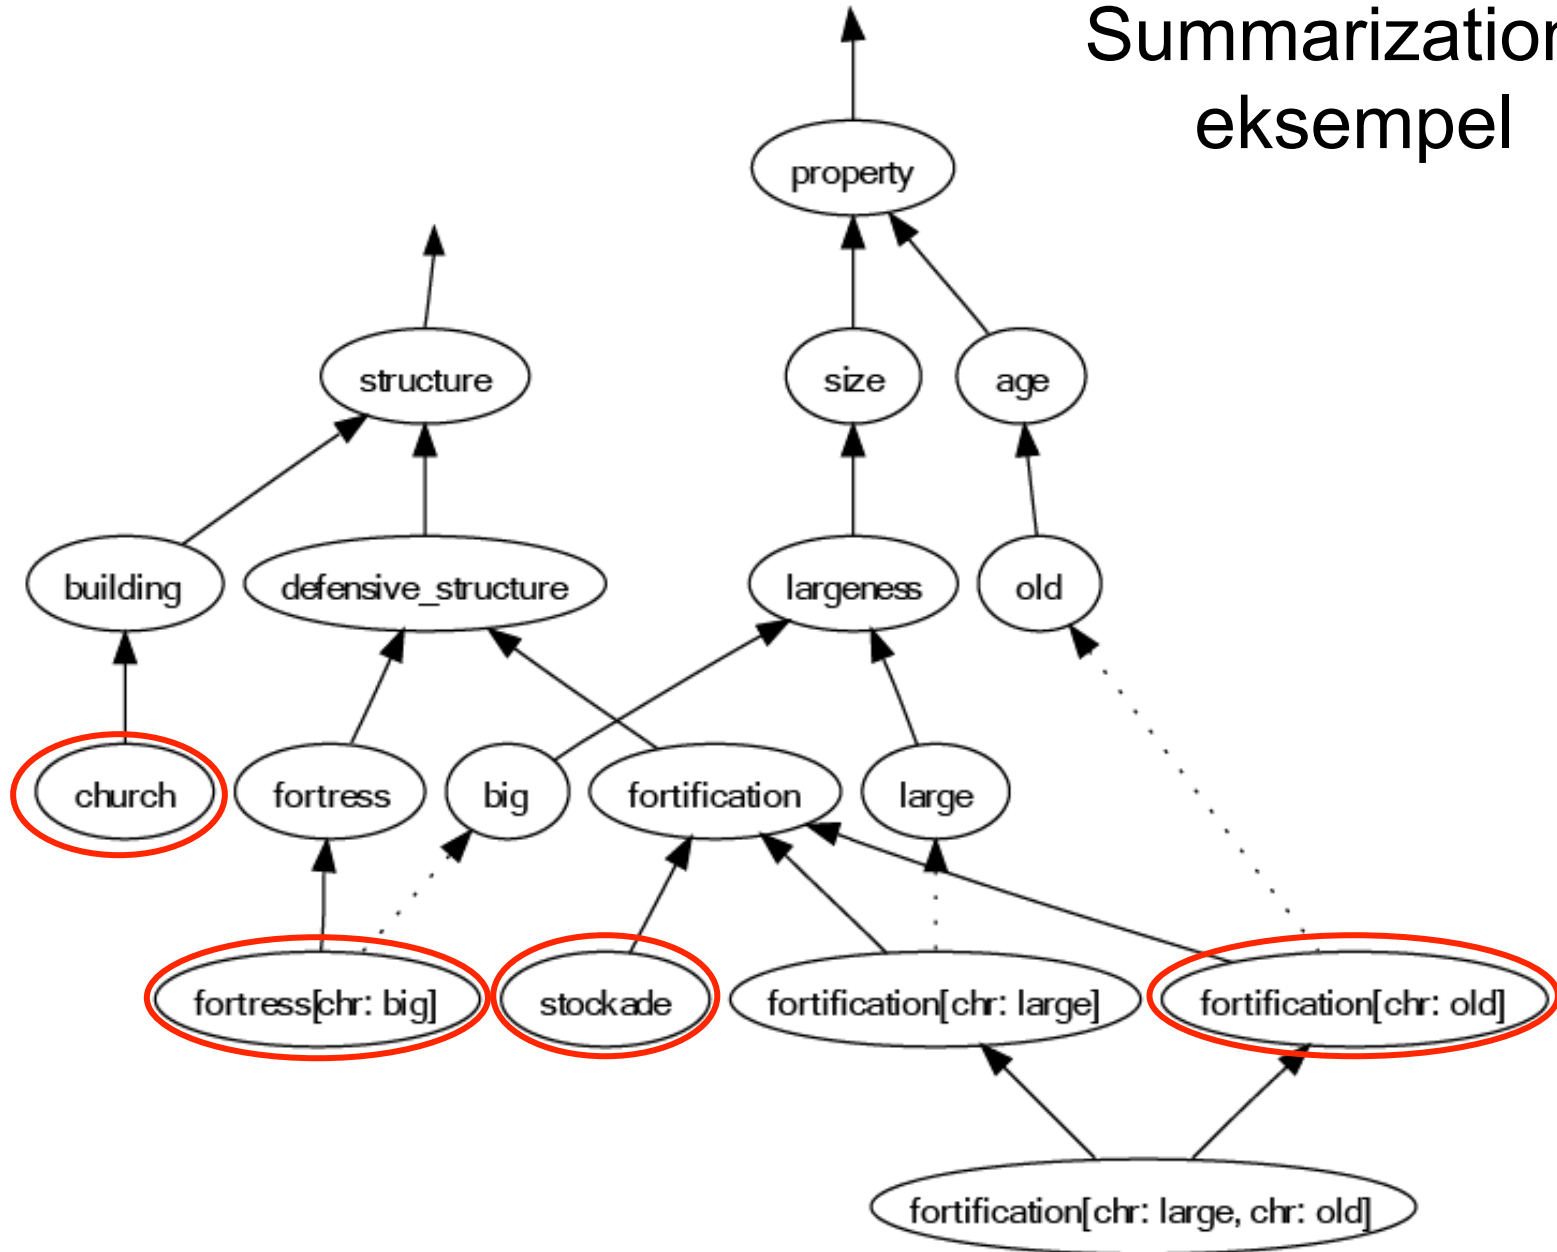 Summarization
eksempel
property
structure
size
age
building
defensive_structure
largeness
old
church
fortress
big
fortification
large
fortress[chr: big]
stockade
fortification[chr: large]
fortification[chr: old]
fortification[chr: large, chr: old]